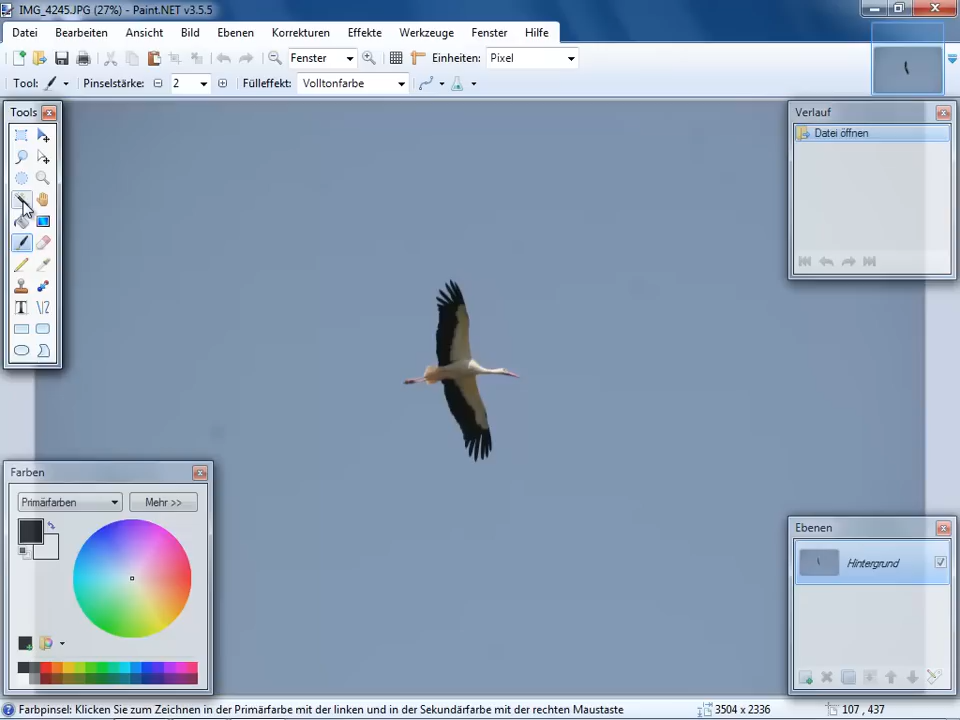 IMG_4245.JPG (27%) - Paint.NET v3.5.5
Datei Bearbeiten Ansicht Bild Ebenen Korrekturen Effekte Werkzeuge Fenster Hilfe
Fenster Einheiten: Pixel
Tool: Pinselstärke: 2 Fülleffekt: Volltonfarbe
Tools
Verlauf
Datei öffnen
Farben
Primärfarben Mehr >>
Ebenen
Hintergrund
Farbpinsel: Klicken Sie zum Zeichnen in der Primärfarbe mit der linken und in der Sekundärfarbe mit der rechten Maustaste 3504 x 2336 107, 437